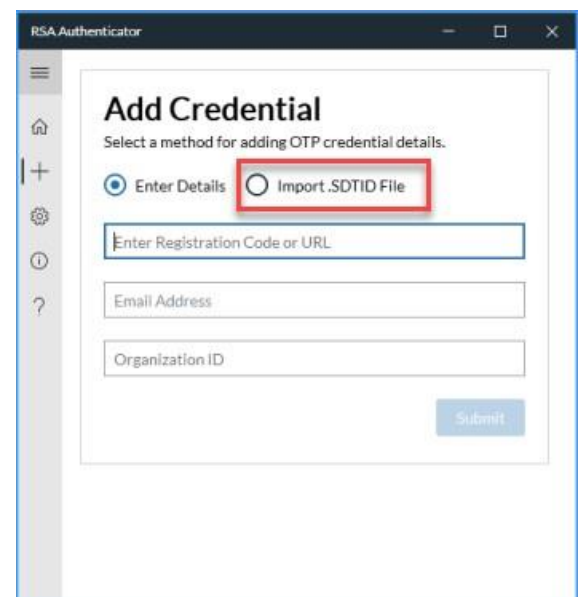 RSA Authenticator
Add Credential
Select a method for adding OTP credential details.
Enter Details Import .SDTID File
Enter Registration Code or URL
Email Address
Organization ID
Submit